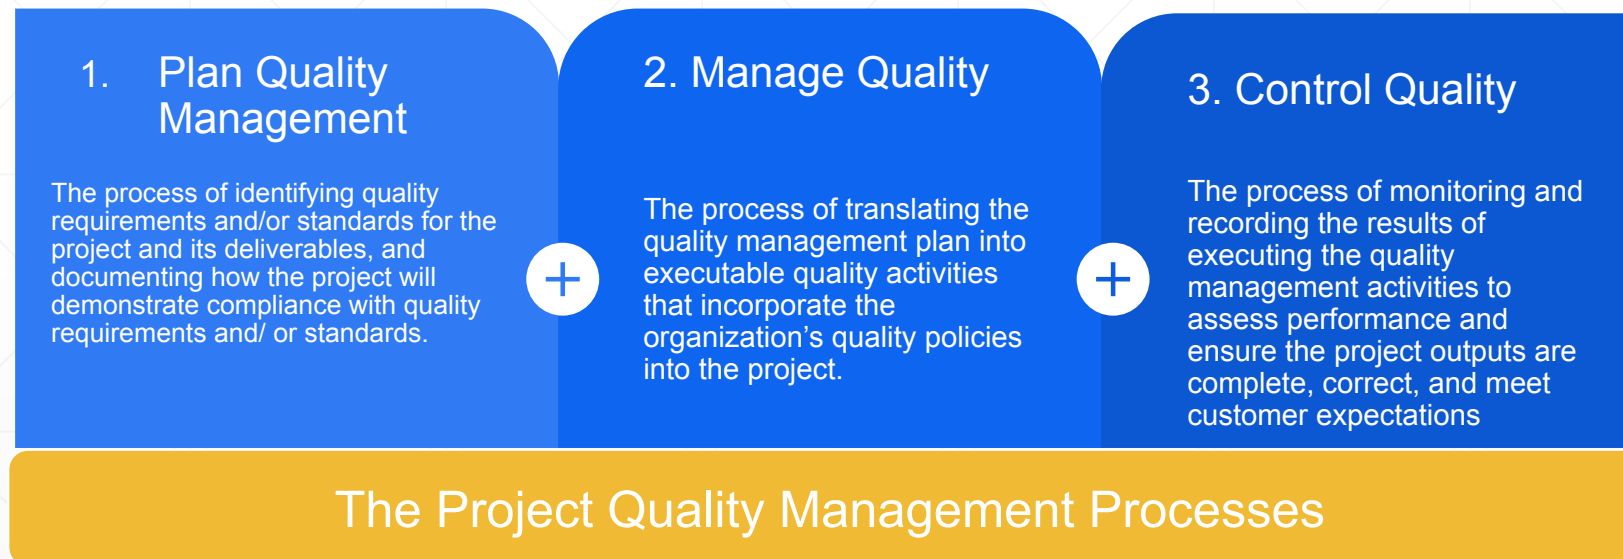 1. Plan Quality
Management
The process of identifying quality
requirements and/or standards for the
project and its deliverables, and
documenting how the project will
demonstrate compliance with quality
requirements and/ or standards.
2. Manage Quality
The process of translating the
quality management plan into
executable quality activities
that incorporate the
organization’s quality policies
into the project.
3. Control Quality
The process of monitoring and
recording the results of
executing the quality
management activities to
assess performance and
ensure the project outputs are
complete, correct, and meet
customer expectations
The Project Quality Management Processes